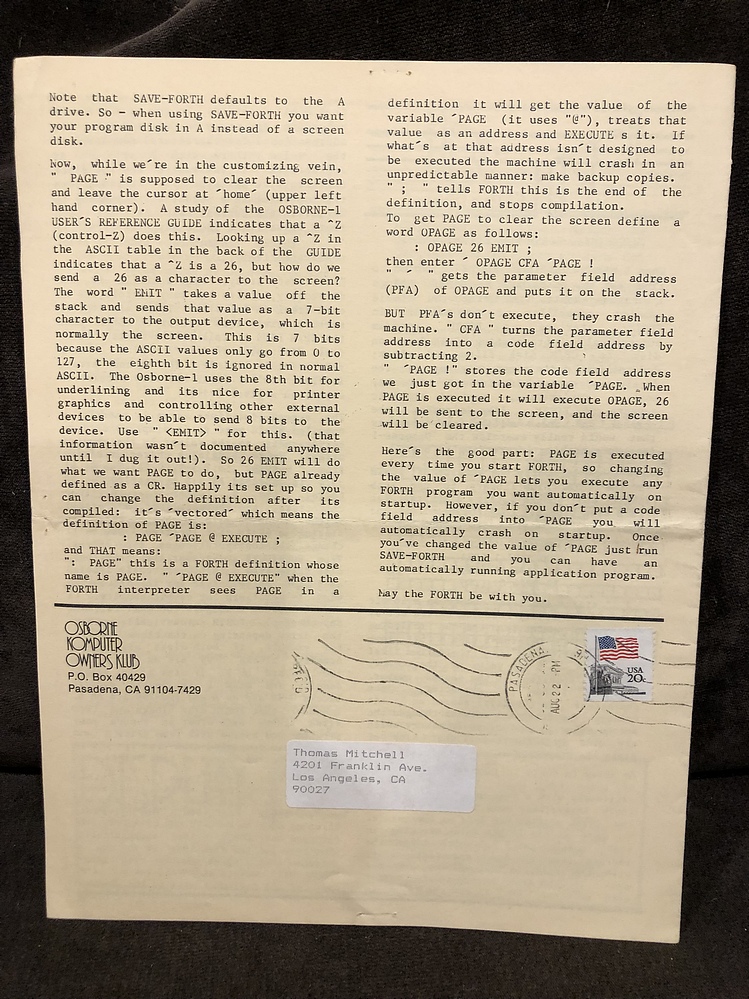 Note that SAVE-FORTH defaults to the A
drive. So - when using SAVE-FORTH you want
your program disk in A instead of a screen
disk.
Now, while we´re in the customizing vein,
" PAGE " is supposed to clear the screen
and leave the cursor at ´home´ (upper left
hand corner). A study of the OSBORNE-1
USER´S REFERENCE GUIDE indicates that a ^Z
(control-Z) does this. Looking up a ^Z in
the ASCII table in the back of the GUIDE
indicates that a ^Z is a 26, but how do we
send a 26 as a character to the screen?
The word " EMIT " takes a value off the
stack and sends that value as a 7-bit
character to the output device, which is
normally the screen. This is 7 bits
because the ASCII values only go from 0 to
127, the eighth bit is ignored in normal
ASCII. The Osborne-1 uses the 8th bit for
underlining and its nice for printer
graphics and controlling other external
devices to be able to send 8 bits to the
device. Use " <EMIT> " for this. (that
information wasn´t documented anywhere
until I dug it out!). So 26 EMIT will do
what we want PAGE to do, but PAGE already
defined as a CR. Happily its set up so you
can change the definition after its
compiled: it´s ´vectored´ which means the
definition of PAGE is:
: PAGE ´PAGE @ EXECUTE ;
and THAT means:
": PAGE" this is a FORTH definition whose
name is PAGE. " ´PAGE @ EXECUTE" when the
FORTH interpreter sees PAGE in a
definition it will get the value of the
variable ´PAGE (it uses "@"), treats that
value as an address and EXECUTE s it. If
what´s at that address isn´t designed to
be executed the machine will crash in an
unpredictable manner: make backup copies.
" ; " tells FORTH this is the end of the
definition, and stops compilation.
To get PAGE to clear the screen define a
word OPAGE as follows:
: OPAGE 26 EMIT ;
then enter ´ OPAGE CFA ´PAGE !
" ´ " gets the parameter field address
(PFA) of OPAGE and puts it on the stack.
BUT PFA´s don´t execute, they crash the
machine. " CFA " turns the parameter field
address into a code field address by
subtracting 2.
" ´PAGE !" stores the code field address
we just got in the variable ´PAGE. When
PAGE is executed it will execute OPAGE, 26
will be sent to the screen, and the screen
will be cleared.
Here´s the good part: PAGE is executed
every time you start FORTH, so changing
the value of ´PAGE lets you execute any
FORTH program you want automatically on
startup. However, if you don´t put a code
field address into ´PAGE you will
automatically crash on startup. Once
you´ve changed the value of ´PAGE just run
SAVE-FORTH and you can have an
automatically running application program.
May the FORTH be with you.
OSBORNE
KOMPUTER
OWNERS KLUB
P.O. Box 40429
Pasadena, CA 91104-7429
PASADENA
AUG 22
PM
USA
20c
Thomas Mitchell
4201 Franklin Ave.
Los Angeles, CA
90027